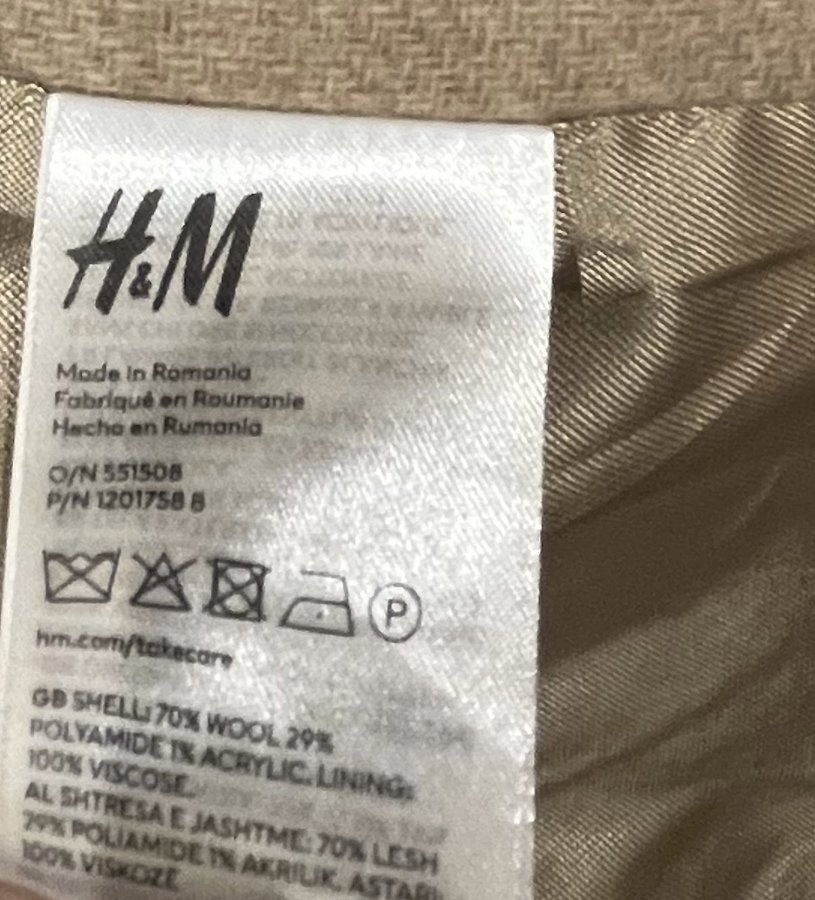 H&M
Made in Romania
Fabriqué en Roumanie
Hecho en Rumania
O/N 551508
P/N 1201758 8
P
hm.com/takecare
GB SHELL: 70% WOOL 29%
POLYAMIDE 1% ACRYLIC. LINING:
100% VISCOSE.
AL SHTRESA E JASHTME: 70% LESH
29% POLIAMIDE 1% AKRILIK. ASTARI:
100% VISKOZE